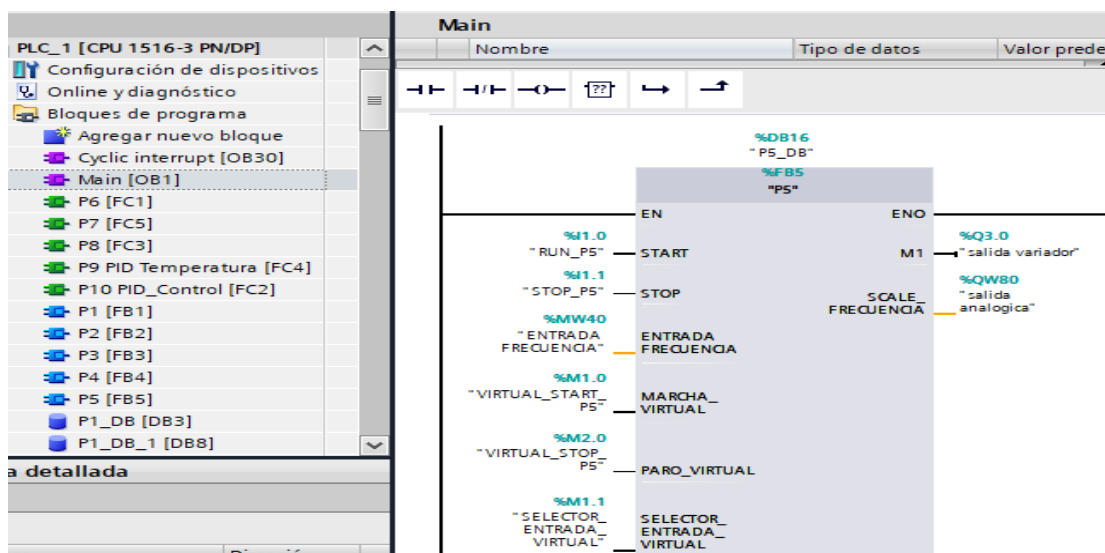 PLC_1 [CPU 1516-3 PN/DP]
Configuración de dispositivos
Online y diagnóstico
Bloques de programa
Agregar nuevo bloque
Cyclic interrupt [OB30]
Main [OB1]
P6 [FC1]
P7 [FC5]
P8 [FC3]
P9 PID Temperatura [FC4]
P10 PID_Control [FC2]
P1 [FB1]
P2 [FB2]
P3 [FB3]
P4 [FB4]
P5 [FB5]
P1_DB [DB3]
P1_DB_1 [DB8]
a detallada
Main
Nombre Tipo de datos Valor prede
??
%DB16
"P5_DB"
%FB5
"P5"
EN ENO
%I1.0
"RUN_P5" START
%Q3.0
M1 "salida variador"
%I1.1
"STOP_P5" STOP
%QW80
SCALE_
FRECUENCIA
"salida
analogica"
%MW40
"ENTRADA
FRECUENCIA"
ENTRADA
FRECUENCIA
%M1.0
"VIRTUAL_START_
P5"
MARCHA_
VIRTUAL
%M2.0
"VIRTUAL_STOP_
P5"
PARO_VIRTUAL
%M1.1
"SELECTOR_
ENTRADA_
VIRTUAL"
SELECTOR_
ENTRADA_
VIRTUAL